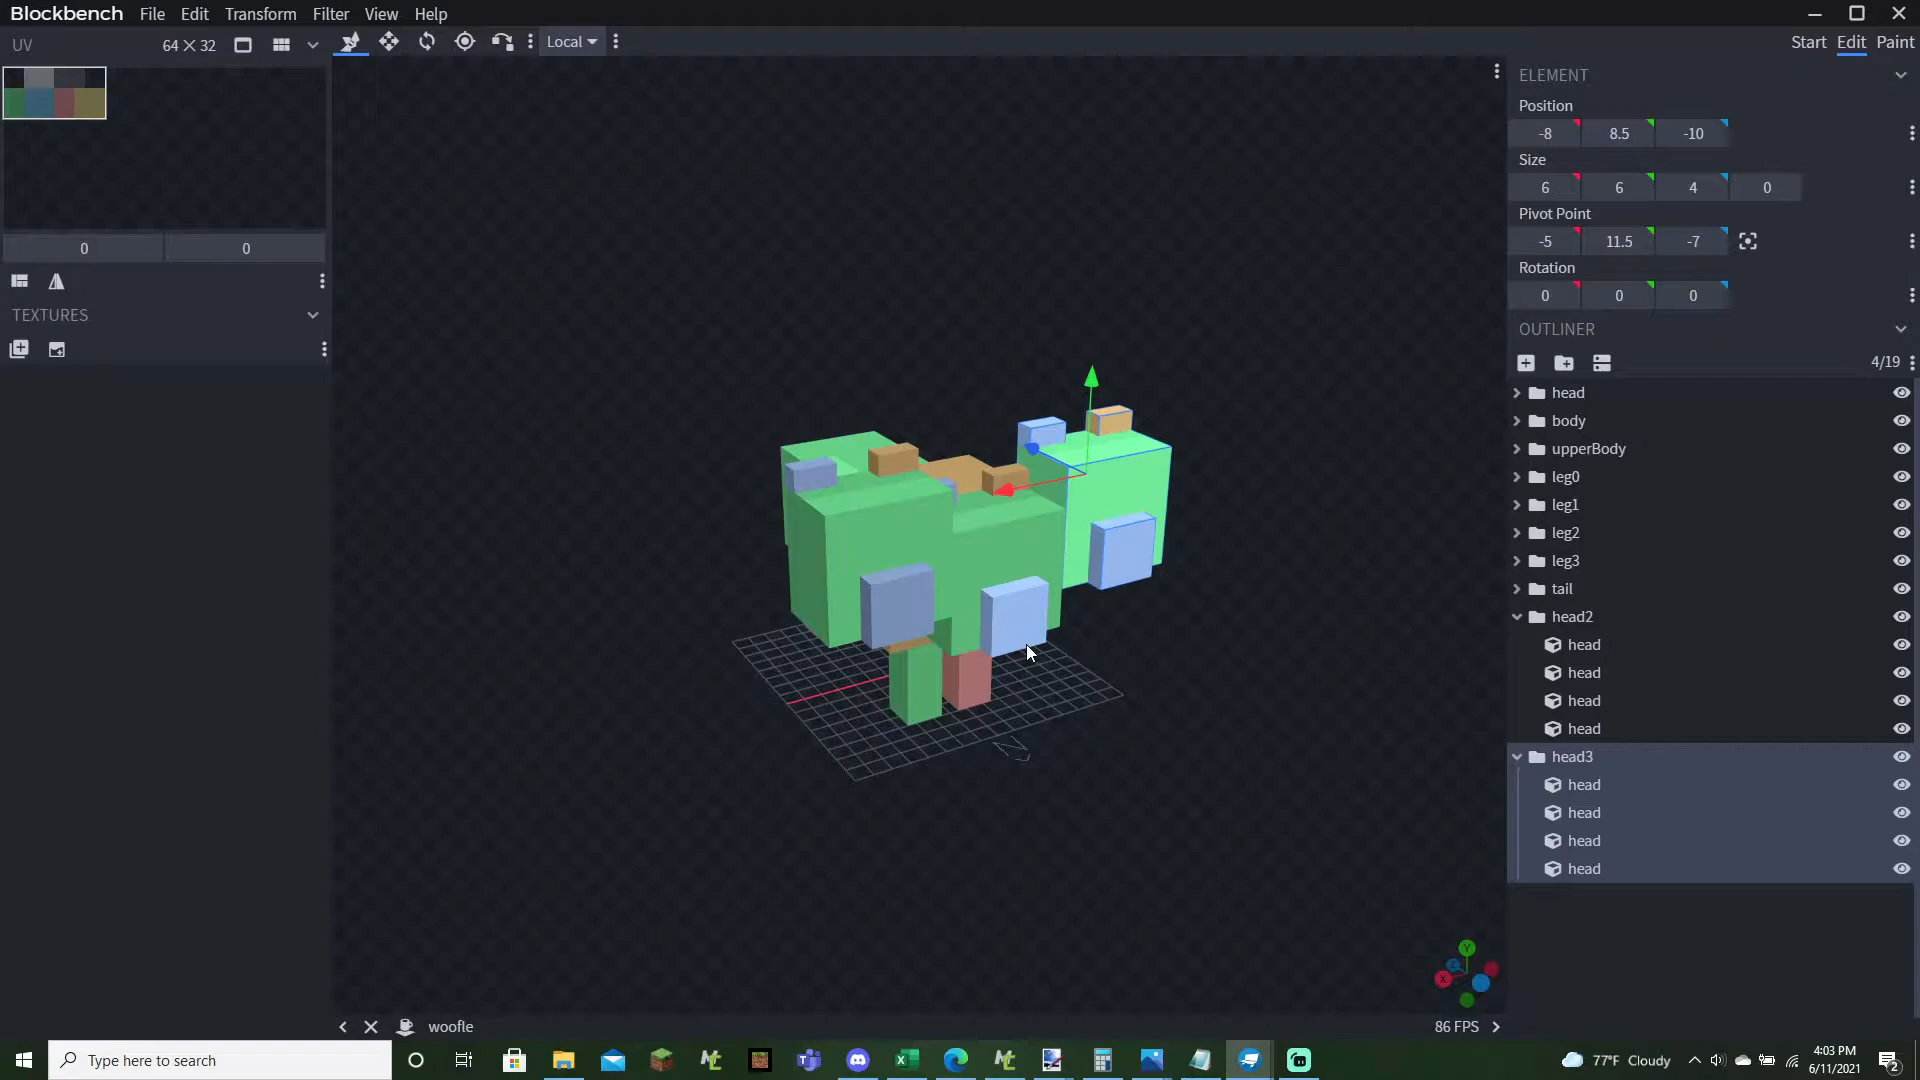 Blockbench File Edit Transform Filter View Help
UV 64 × 32 Local Start Edit Paint
ELEMENT
Position
-8 8.5 -10
Size
6 6 4 0
Pivot Point
0 0 -5 11.5 -7
Rotation
TEXTURES 0 0 0
OUTLINER
4/19
head
body
upperBody
leg0
leg1
leg2
leg3
tail
head2
head
head
head
head
head3
head
head
head
head
Y
X
woofle 86 FPS
Type here to search 77°F Cloudy 4:03 PM
6/11/2021
2